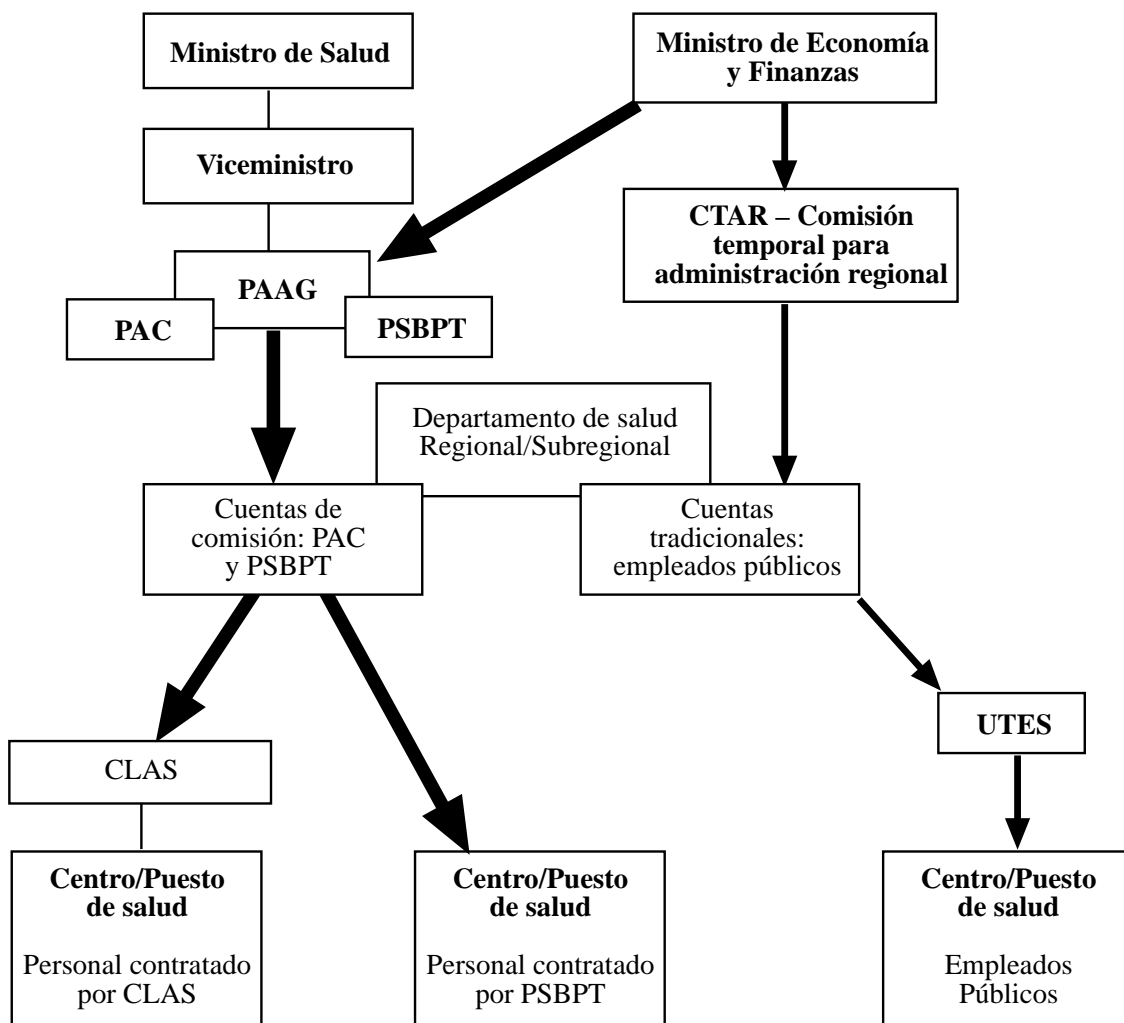 Ministro de Salud
Ministro de Economía
y Finanzas
Viceministro
CTAR – Comisión
temporal para
administración regional
PAAG
PAC
PSBPT
Departamento de salud
Regional/Subregional
Cuentas de
comisión: PAC
y PSBPT
Cuentas
tradicionales:
empleados públicos
UTES
CLAS
Centro/Puesto
de salud
Personal contratado
por CLAS
Centro/Puesto
de salud
Personal contratado
por PSBPT
Centro/Puesto
de salud
Empleados
Públicos